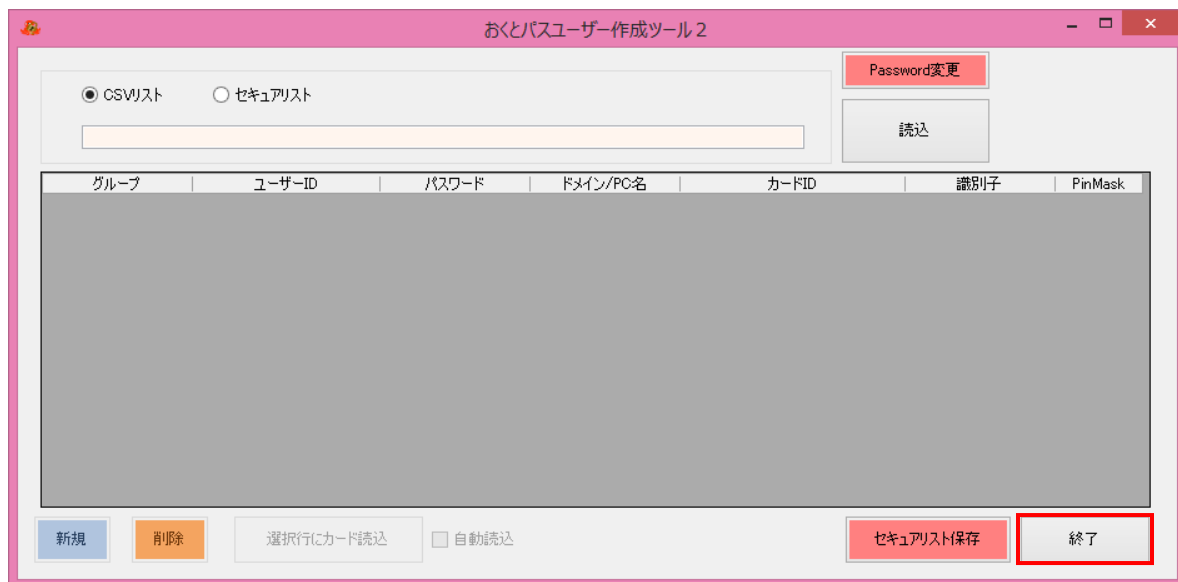 おくとパスユーザー作成ツール2
Password変更
CSVリスト セキュアリスト
読込
グループ ユーザーID パスワード ドメイン/PC名 カードID 識別子 PinMask
新規 削除 選択行にカード読込 自動読込 セキュアリスト保存 終了